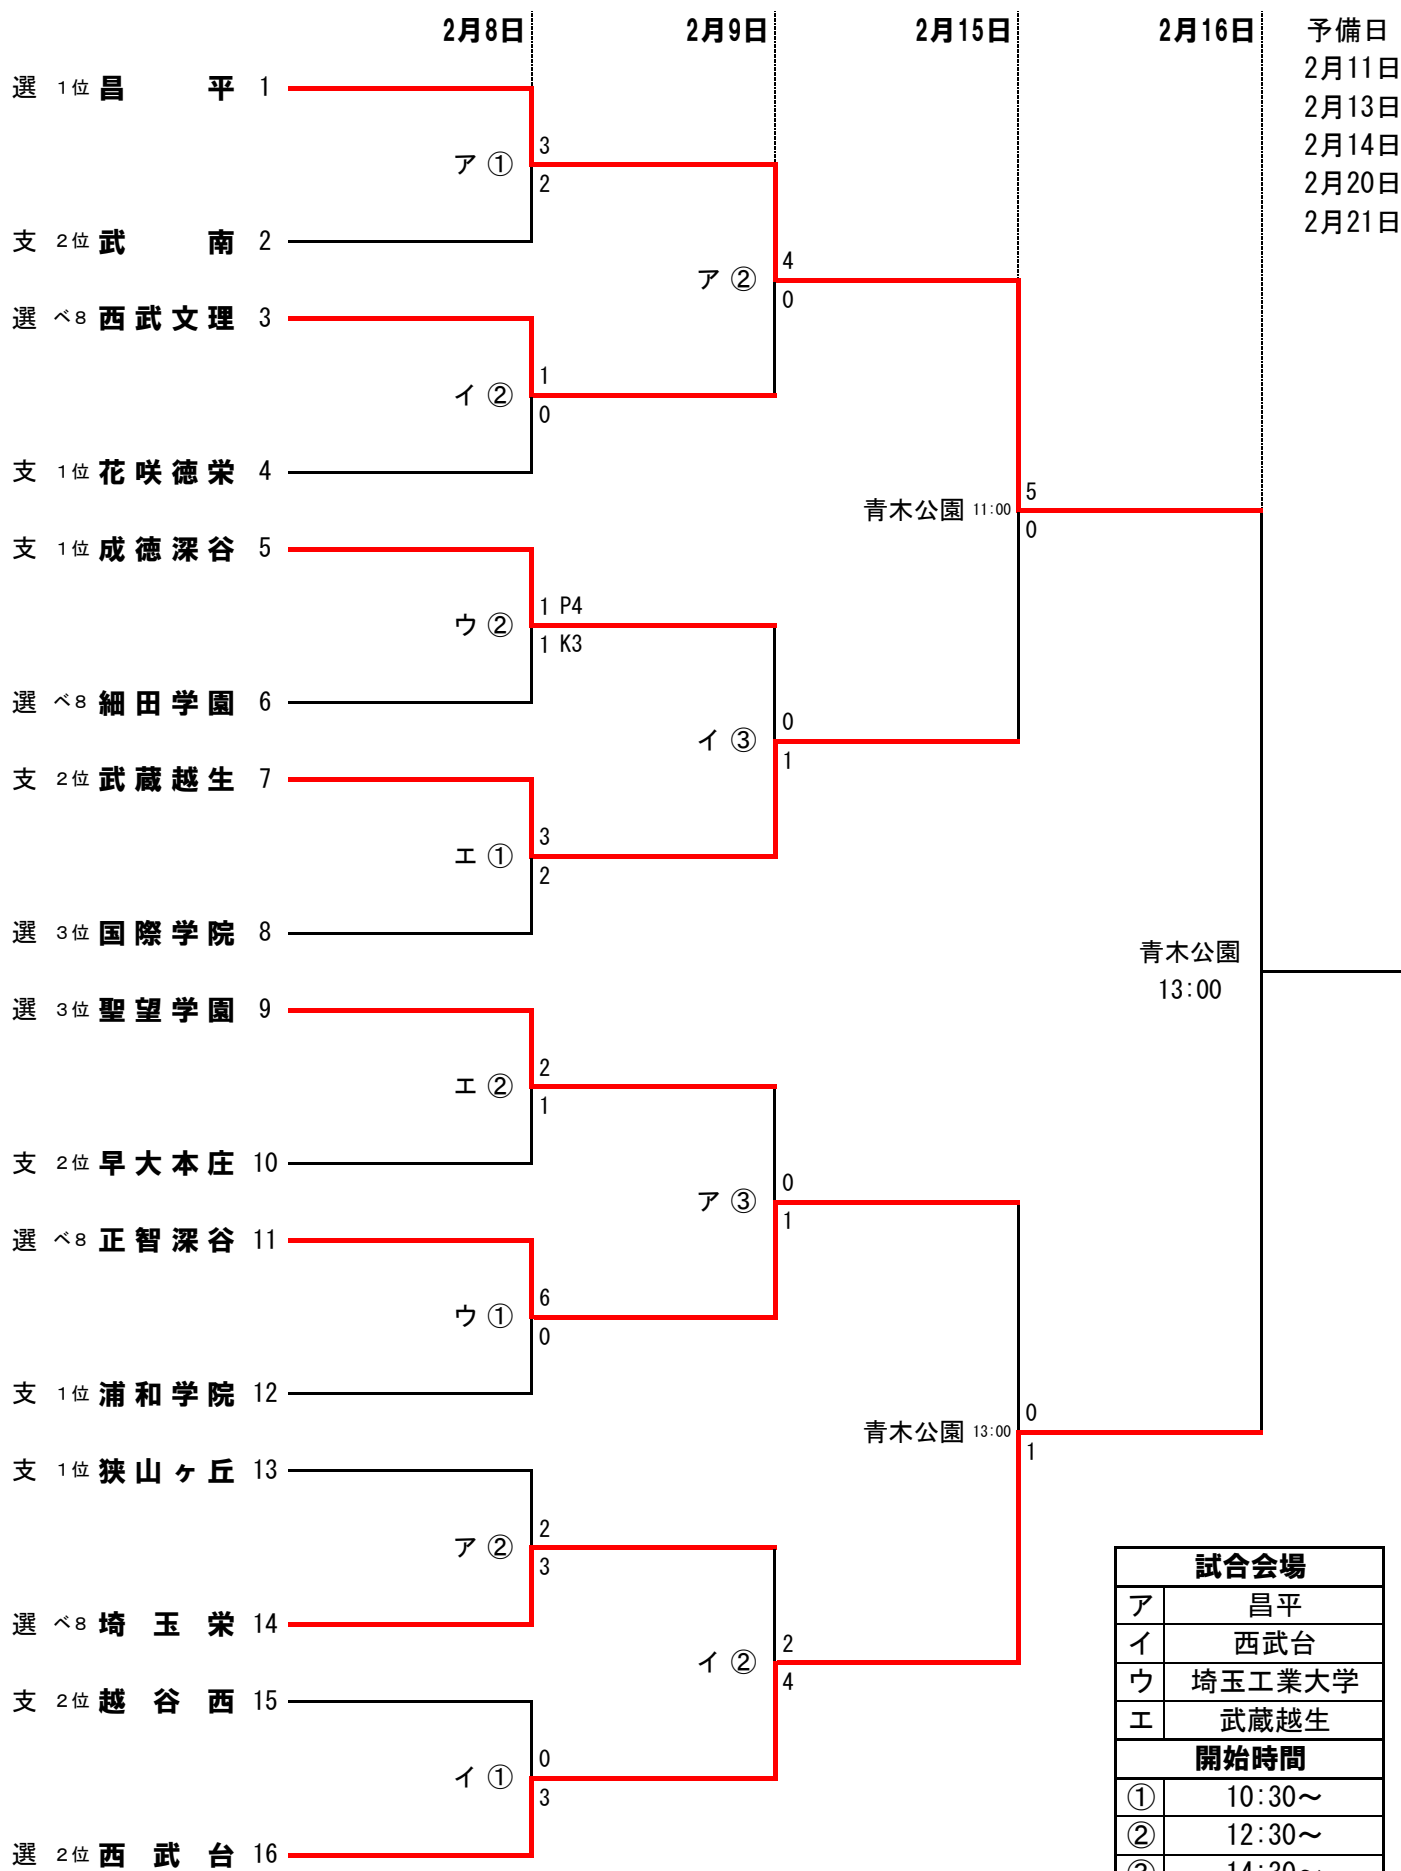 2月8日 2月9日 2月15日 2月16日 予備日
2月11日
2月13日
2月14日
2月20日
2月21日
選 1位 昌平 1
ア ① 3
2
支 2位 武南 2
ア ② 4
0
選 ベ8 西武文理 3
イ ② 1
0
支 1位 花咲徳栄 4
青木公園 11:00 5
0
支 1位 成徳深谷 5
ウ ② 1 P4
1 K3
選 ベ8 細田学園 6
イ ③ 0
1
支 2位 武蔵越生 7
エ ① 3
2
選 3位 国際学院 8
青木公園
13:00
選 3位 聖望学園 9
エ ② 2
1
支 2位 早大本庄 10
ア ③ 0
1
選 ベ8 正智深谷 11
ウ ① 6
0
支 1位 浦和学院 12
青木公園 13:00 0
1
支 1位 狭山ヶ丘 13
ア ② 2
3
選 ベ8 埼玉栄 14
イ ② 2
4
支 2位 越谷西 15
イ ① 0
3
選 2位 西武台 16
試合会場
ア 昌平
イ 西武台
ウ 埼玉工業大学
エ 武蔵越生
開始時間
① 10:30～
② 12:30～
③ 14:30～